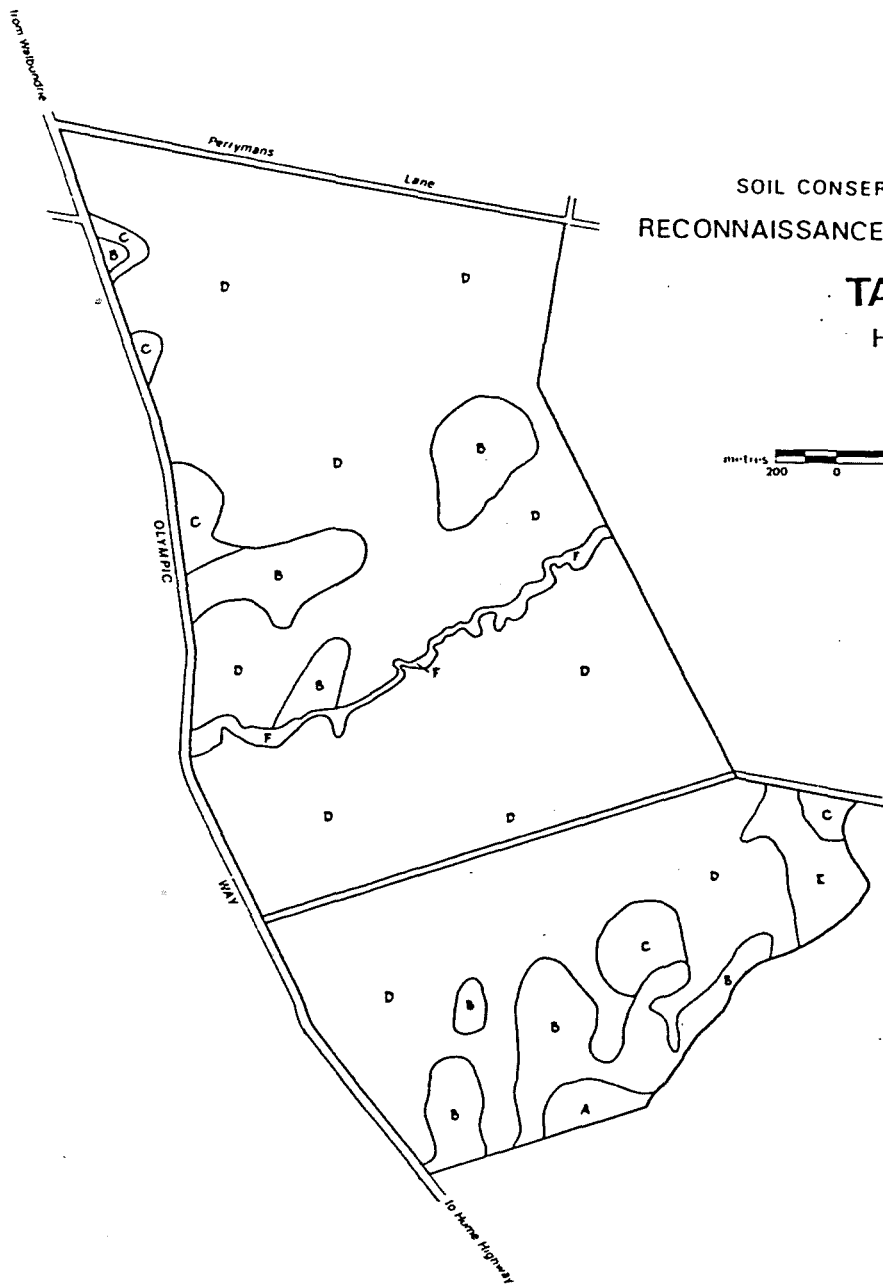 from Walbundrie
Perrymans Lane
SOIL CONSER
RECONNAISSANCE
TA
H
C
B
D
D
C
B
D
metres
200 0
C
D
OLYMPIC
F
B
D
B
F
D
F
D
D
C
WAY
D
E
C
D
B
B
B
B
A
to Hume Highway